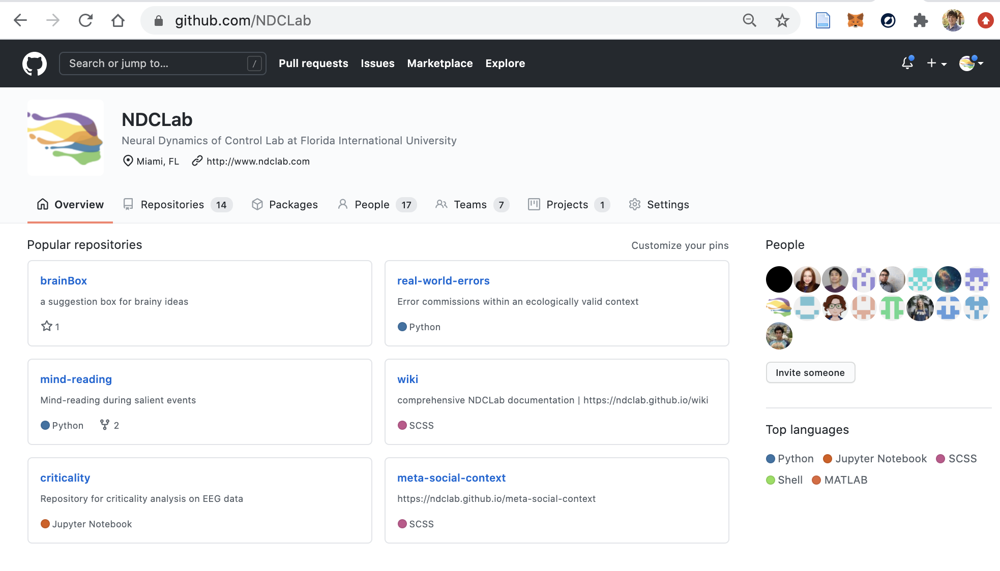 github.com/NDCLab
Search or jump to... /
Pull requests Issues Marketplace Explore
NDCLab
Neural Dynamics of Control Lab at Florida International University
Miami, FL http://www.ndclab.com
Overview Repositories 14 Packages People 17 Teams 7 Projects 1 Settings
Popular repositories
Customize your pins
brainBox
a suggestion box for brainy ideas
1
real-world-errors
Error commissions within an ecologically valid context
Python
mind-reading
Mind-reading during salient events
Python 2
wiki
comprehensive NDCLab documentation | https://ndclab.github.io/wiki
SCSS
criticality
Repository for criticality analysis on EEG data
Jupyter Notebook
meta-social-context
https://ndclab.github.io/meta-social-context
SCSS
People
Invite someone
Top languages
Python Jupyter Notebook SCSS
Shell MATLAB